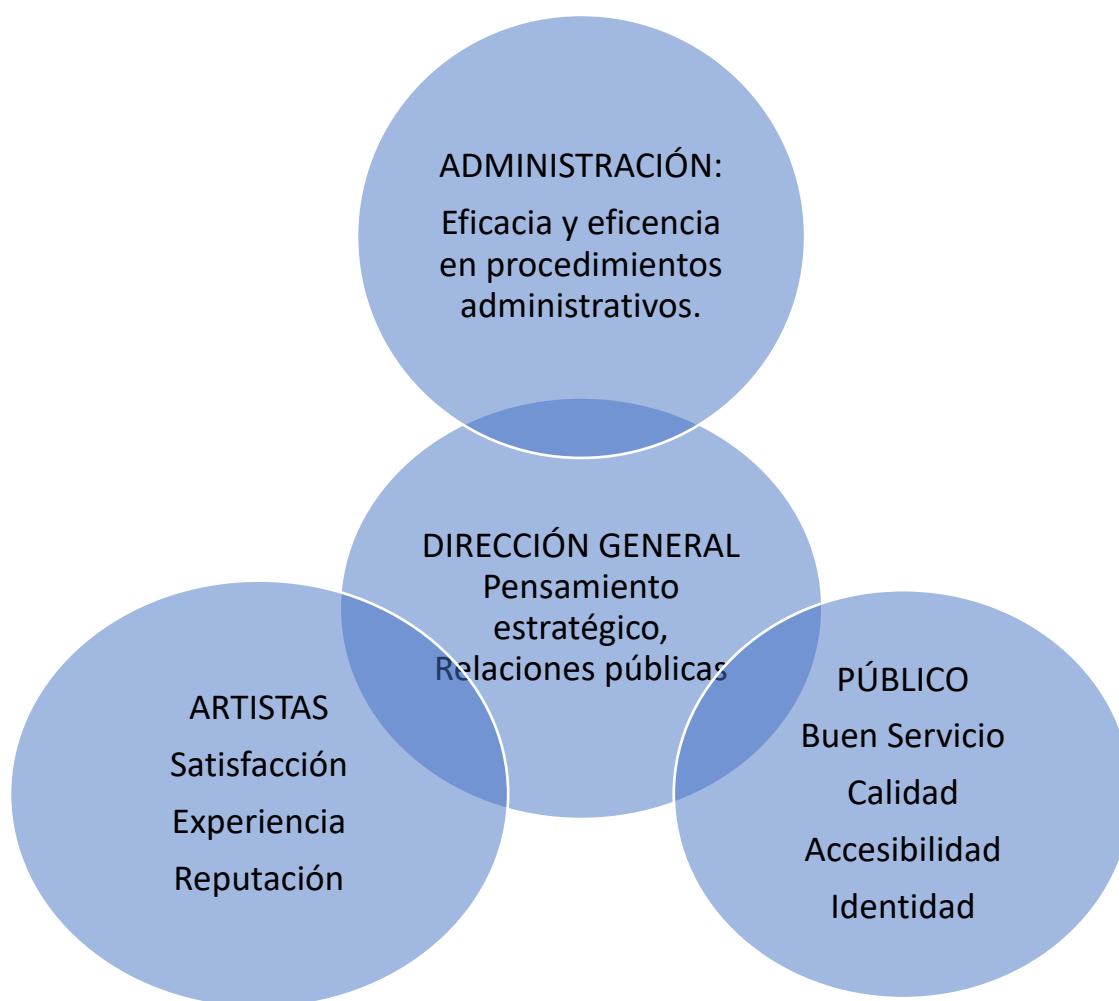 ADMINISTRACIÓN:
Eficacia y eficencia
en procedimientos
administrativos.
DIRECCIÓN GENERAL
Pensamiento
estratégico,
Relaciones públicas
ARTISTAS
Satisfacción
Experiencia
Reputación
PÚBLICO
Buen Servicio
Calidad
Accesibilidad
Identidad